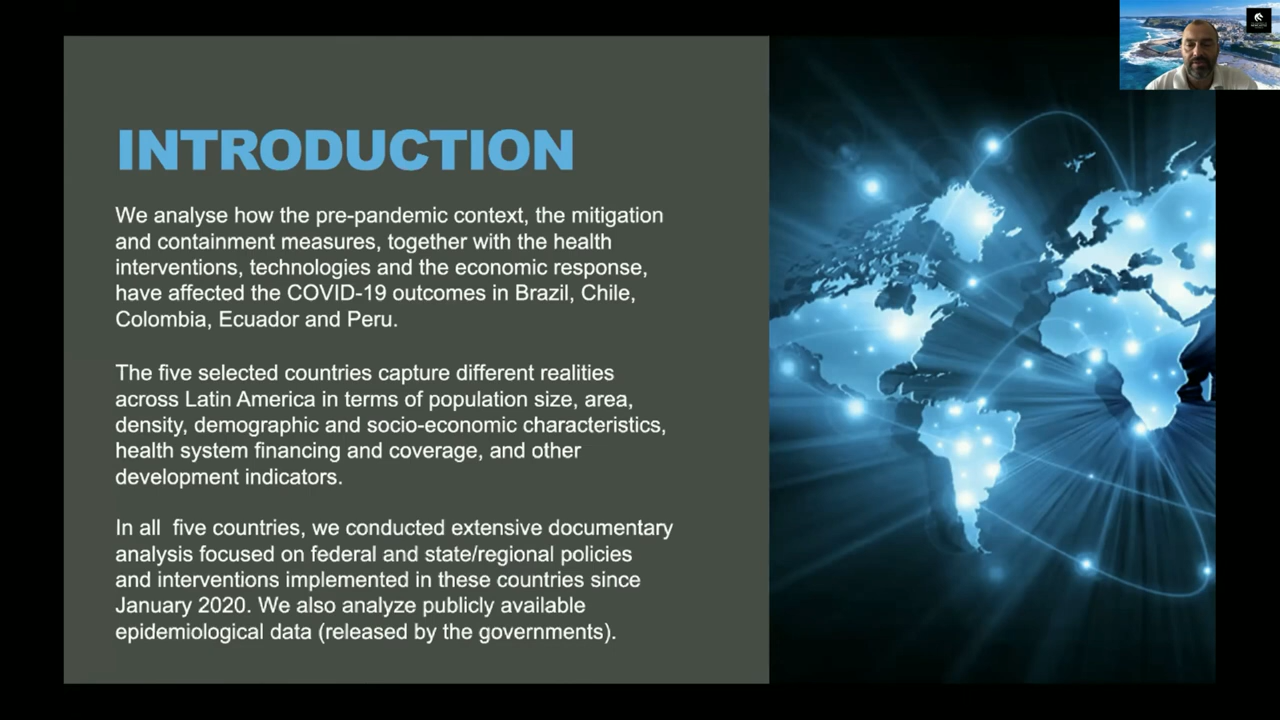 INTRODUCTION
We analyse how the pre-pandemic context, the mitigation
and containment measures, together with the health
interventions, technologies and the economic response,
have affected the COVID-19 outcomes in Brazil, Chile,
Colombia, Ecuador and Peru.
The five selected countries capture different realities
across Latin America in terms of population size, area,
density, demographic and socio-economic characteristics,
health system financing and coverage, and other
development indicators.
In all  five countries, we conducted extensive documentary
analysis focused on federal and state/regional policies
and interventions implemented in these countries since
January 2020. We also analyze publicly available
epidemiological data (released by the governments).